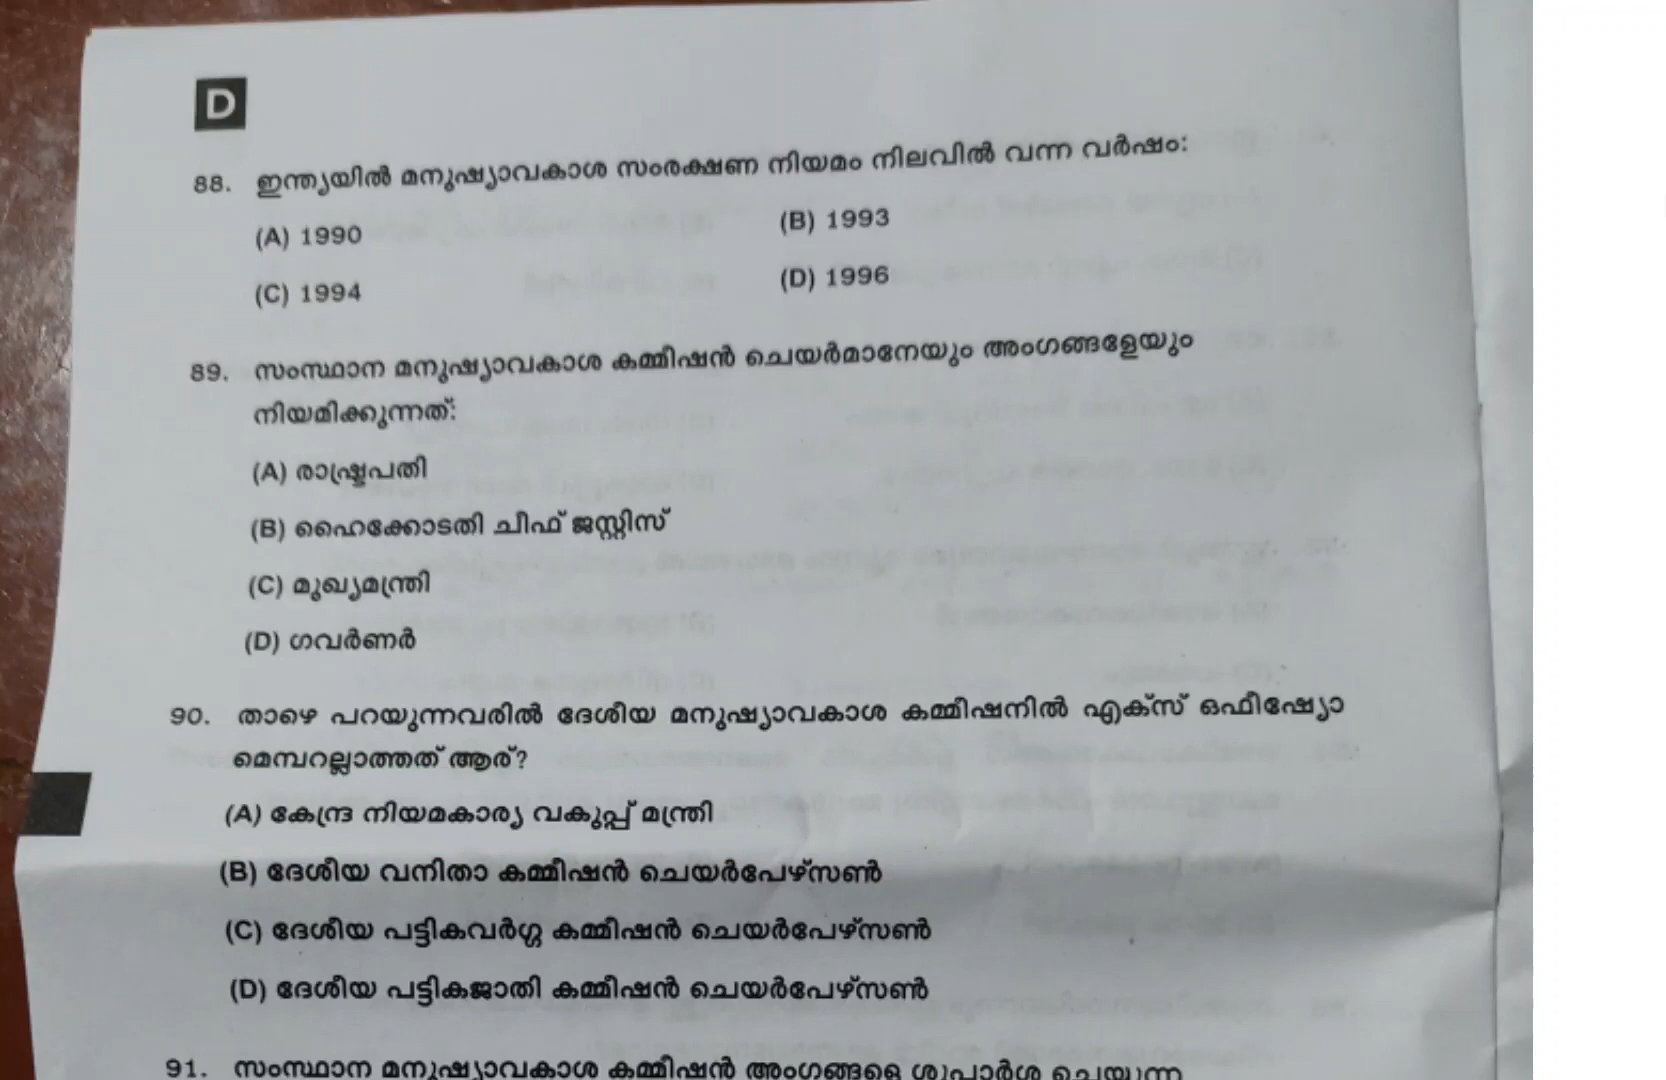 D
88. ഇന്ത്യയിൽ മനുഷ്യാവകാശ സംരക്ഷണ നിയമം നിലവിൽ വന്ന വർഷം:
(A) 1990 (B) 1993
(C) 1994 (D) 1996
89. സംസ്ഥാന മനുഷ്യാവകാശ കമ്മീഷൻ ചെയർമാനേയും അംഗങ്ങളേയും
നിയമിക്കുന്നത്:
(A) രാഷ്ട്രപതി
(B) ഹൈക്കോടതി ചീഫ് ജസ്റ്റിസ്
(C) മുഖ്യമന്ത്രി
(D) ഗവർണർ
90. താഴെ പറയുന്നവരിൽ ദേശീയ മനുഷ്യാവകാശ കമ്മീഷനിൽ എക്സ് ഒഫീഷ്യോ
മെമ്പറല്ലാത്തത് ആര്?
(A) കേന്ദ്ര നിയമകാര്യ വകുപ്പ് മന്ത്രി
(B) ദേശീയ വനിതാ കമ്മീഷൻ ചെയർപേഴ്സൺ
(C) ദേശീയ പട്ടികവർഗ്ഗ കമ്മീഷൻ ചെയർപേഴ്സൺ
(D) ദേശീയ പട്ടികജാതി കമ്മീഷൻ ചെയർപേഴ്സൺ
91. സംസ്ഥാന മനുഷ്യാവകാശ കമ്മീഷൻ അംഗങ്ങളെ ശുപാർശ ചെയ്യുന്ന